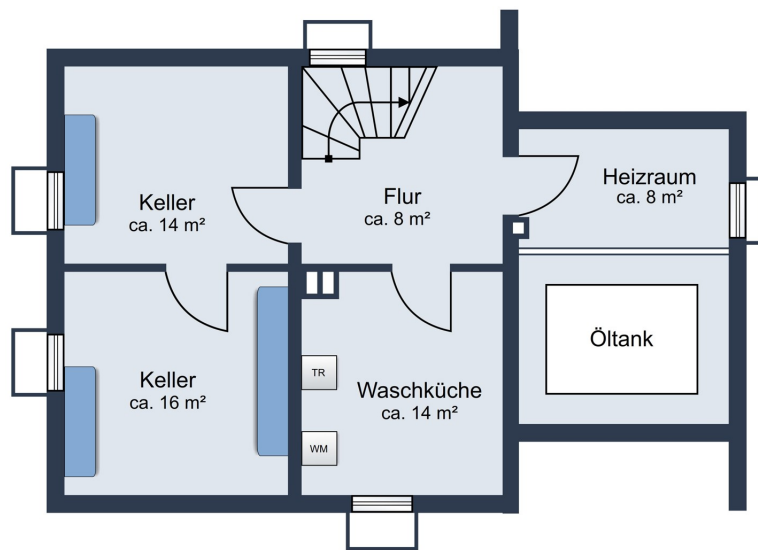 Keller
ca. 14 m²
Flur
ca. 8 m²
Heizraum
ca. 8 m²
Öltank
Keller
ca. 16 m²
TR
Waschküche
ca. 14 m²
WM